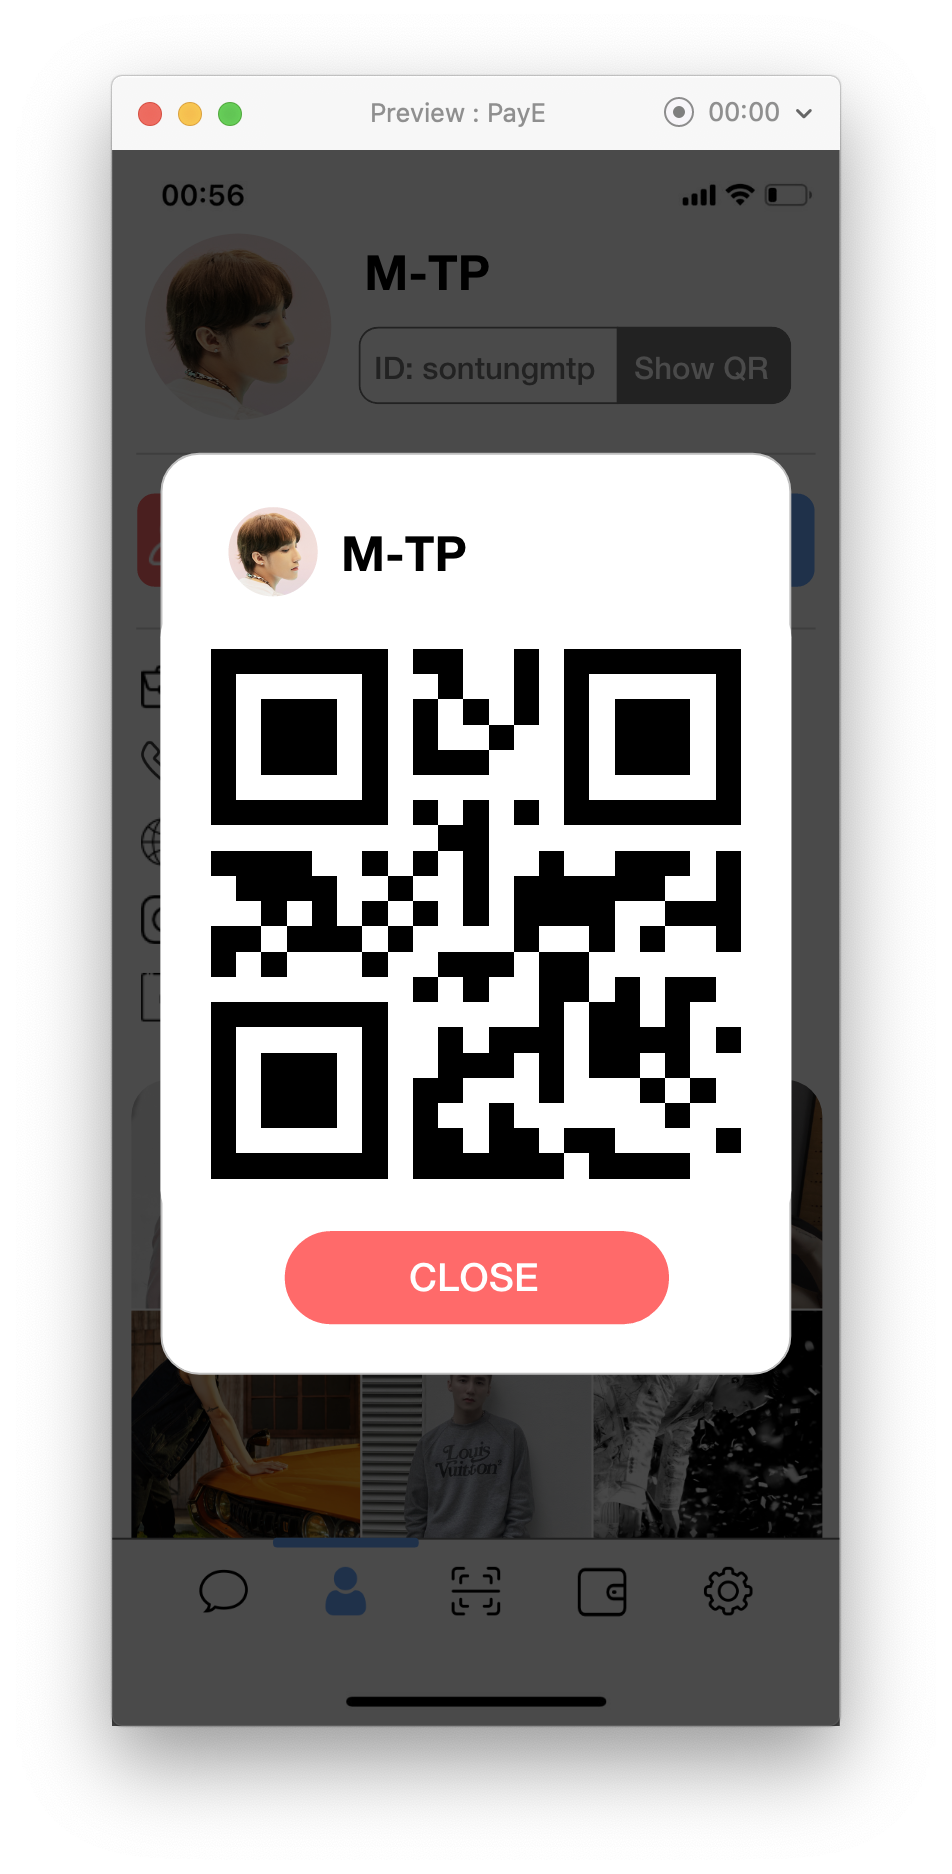 Preview : PayE
00:00
00:56
M-TP
ID: sontungmtp
Show QR
M-TP
CLOSE
Louis
Vuitton